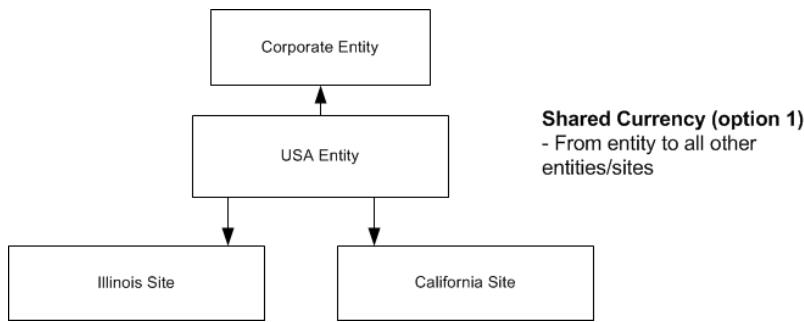 Corporate Entity
USA Entity
Shared Currency (option 1)
- From entity to all other
entities/sites
Illinois Site
California Site